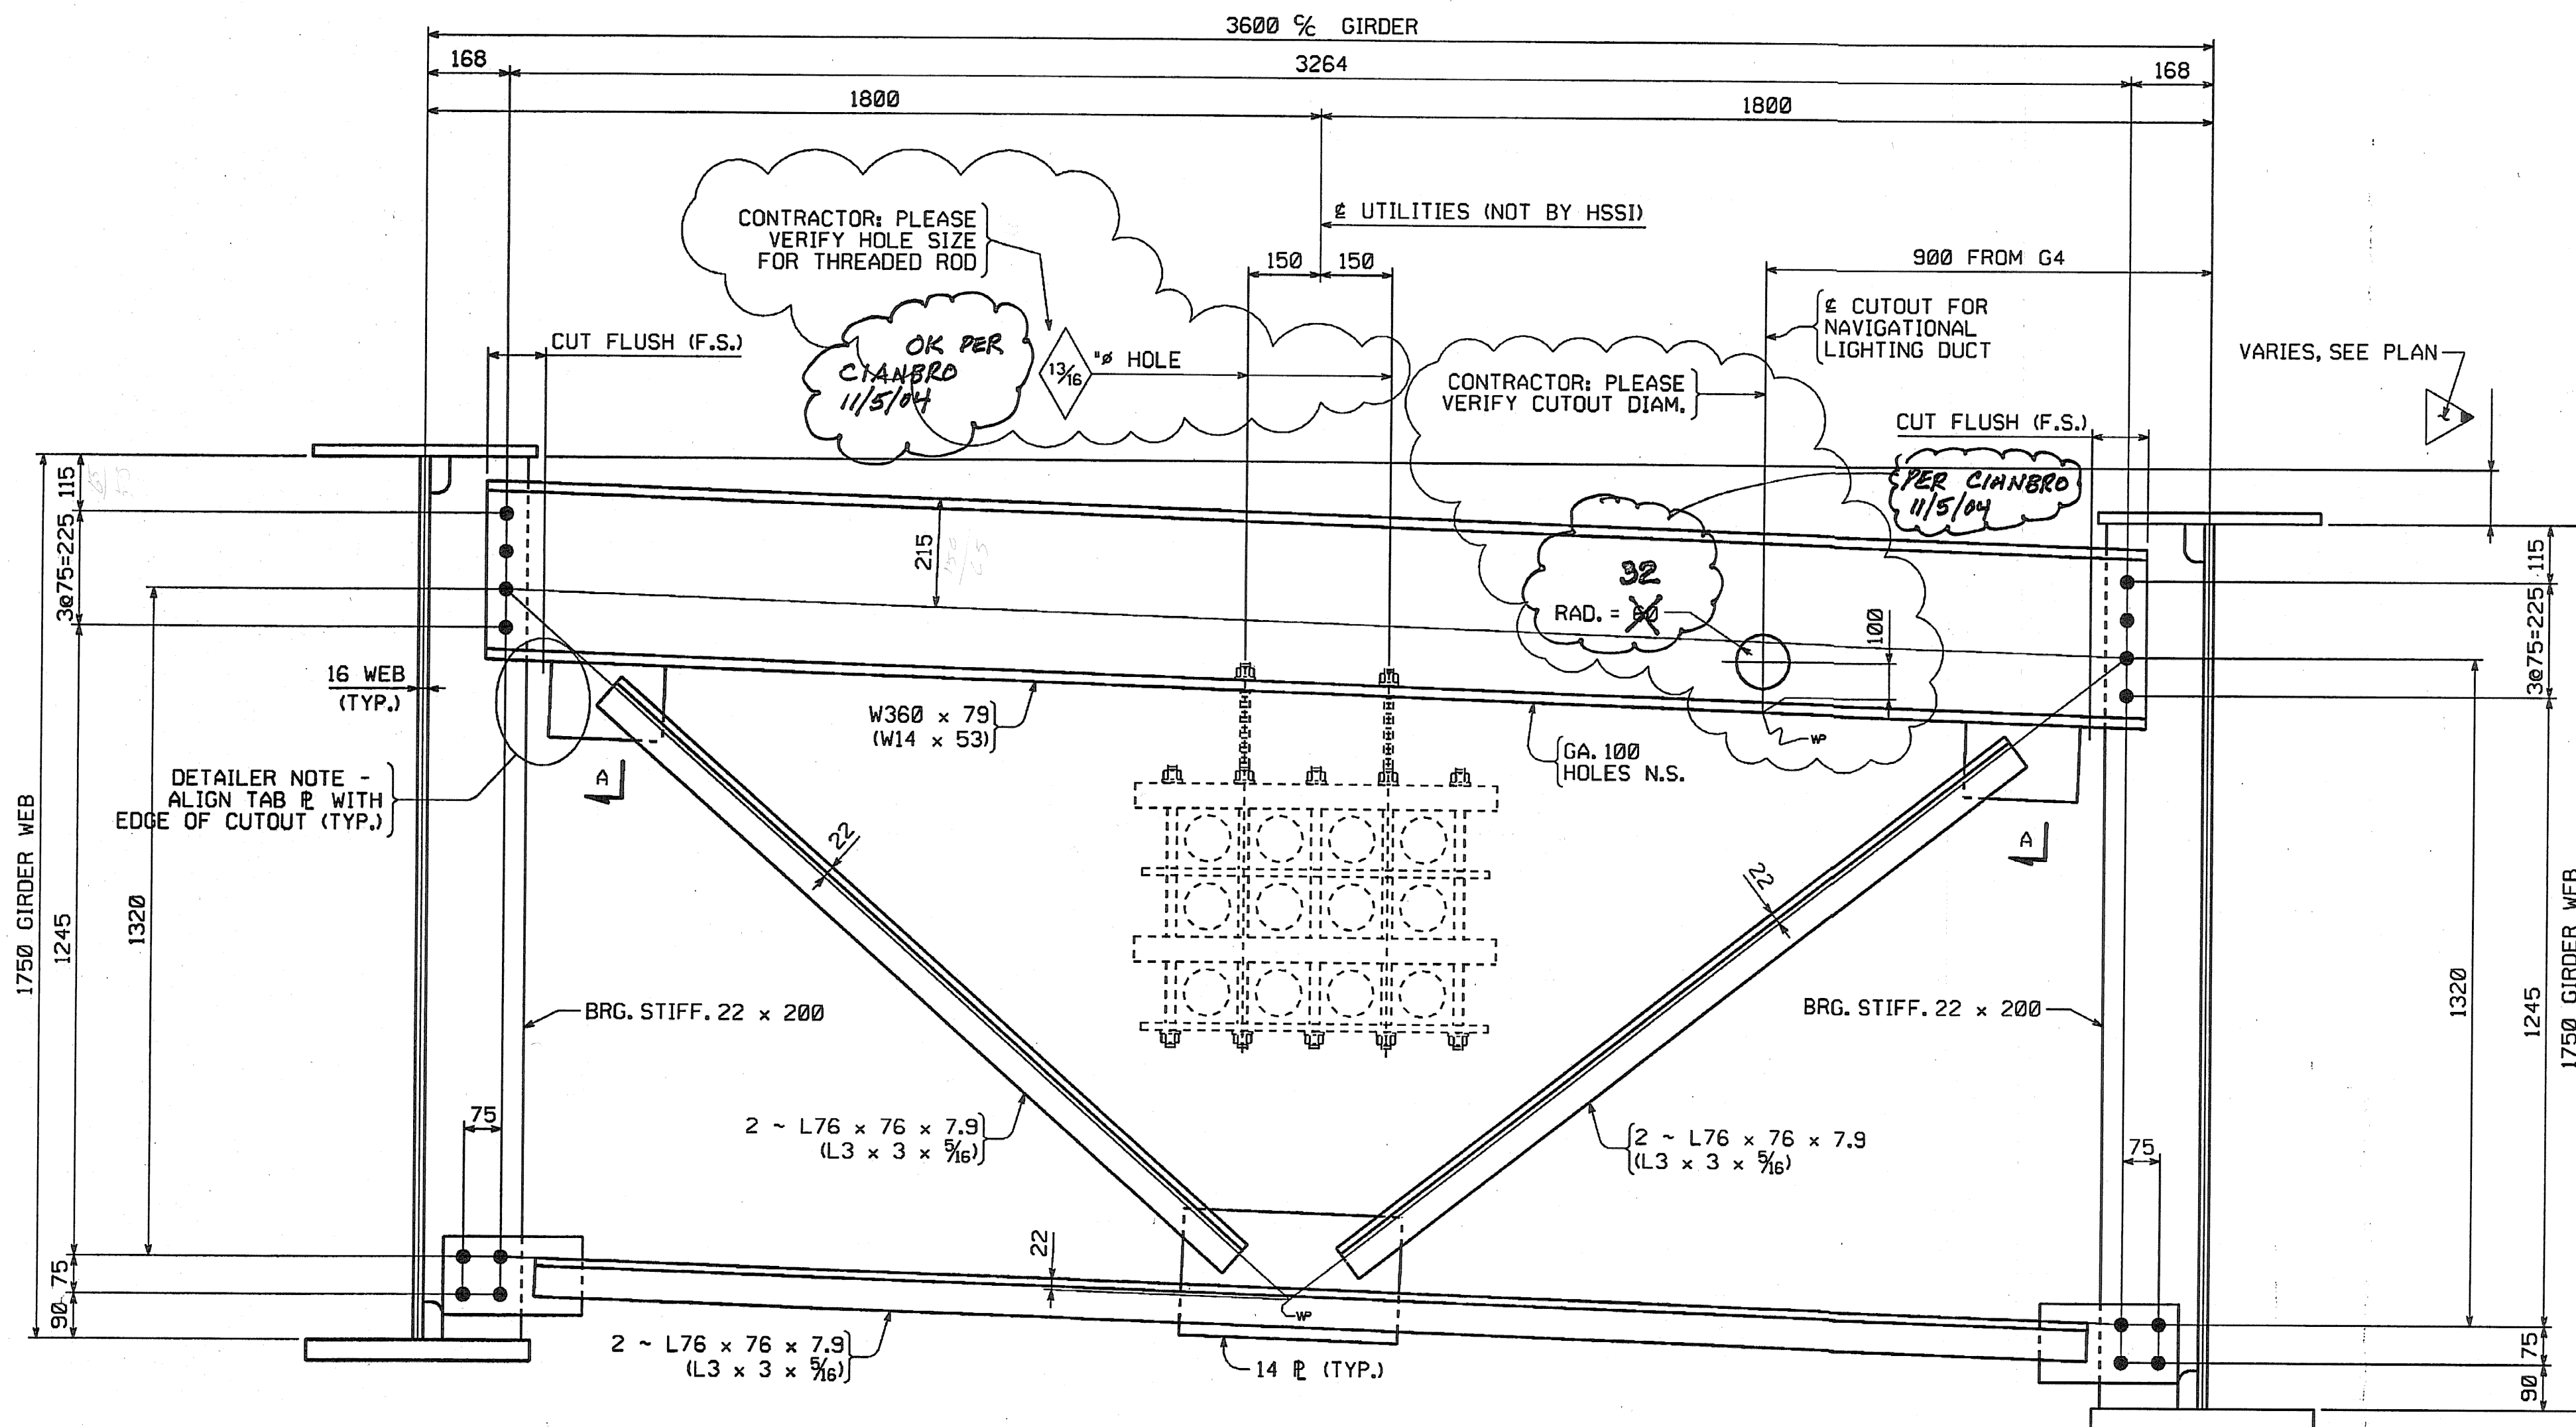 3600 ℄ GIRDER
168
3264
168
1800
1800
CONTRACTOR: PLEASE
VERIFY HOLE SIZE
FOR THREADED ROD
℄ UTILITIES (NOT BY HSSI)
150
150
900 FROM G4
℄ CUTOUT FOR
NAVIGATIONAL
LIGHTING DUCT
CUT FLUSH (F.S.)
OK PER
CIANBRO
11/5/04
13/16
"ø HOLE
CONTRACTOR: PLEASE
VERIFY CUTOUT DIAM.
VARIES, SEE PLAN
CUT FLUSH (F.S.)
PER CIANBRO
11/5/04
115
3@75=225
215
32
RAD. = 60
100
115
3@75=225
16 WEB
(TYP.)
W360 x 79
(W14 x 53)
WP
GA. 100
HOLES N.S.
DETAILER NOTE -
ALIGN TAB ℄ WITH
EDGE OF CUTOUT (TYP.)
A
A
22
22
1750 GIRDER WEB
1245
1320
BRG. STIFF. 22 x 200
BRG. STIFF. 22 x 200
1320
1245
1750 GIRDER WEB
75
2 ~ L76 x 76 x 7.9
(L3 x 3 x 5/16)
2 ~ L76 x 76 x 7.9
(L3 x 3 x 5/16)
75
22
75
90
WP
2 ~ L76 x 76 x 7.9
(L3 x 3 x 5/16)
14 ℄ (TYP.)
75
90